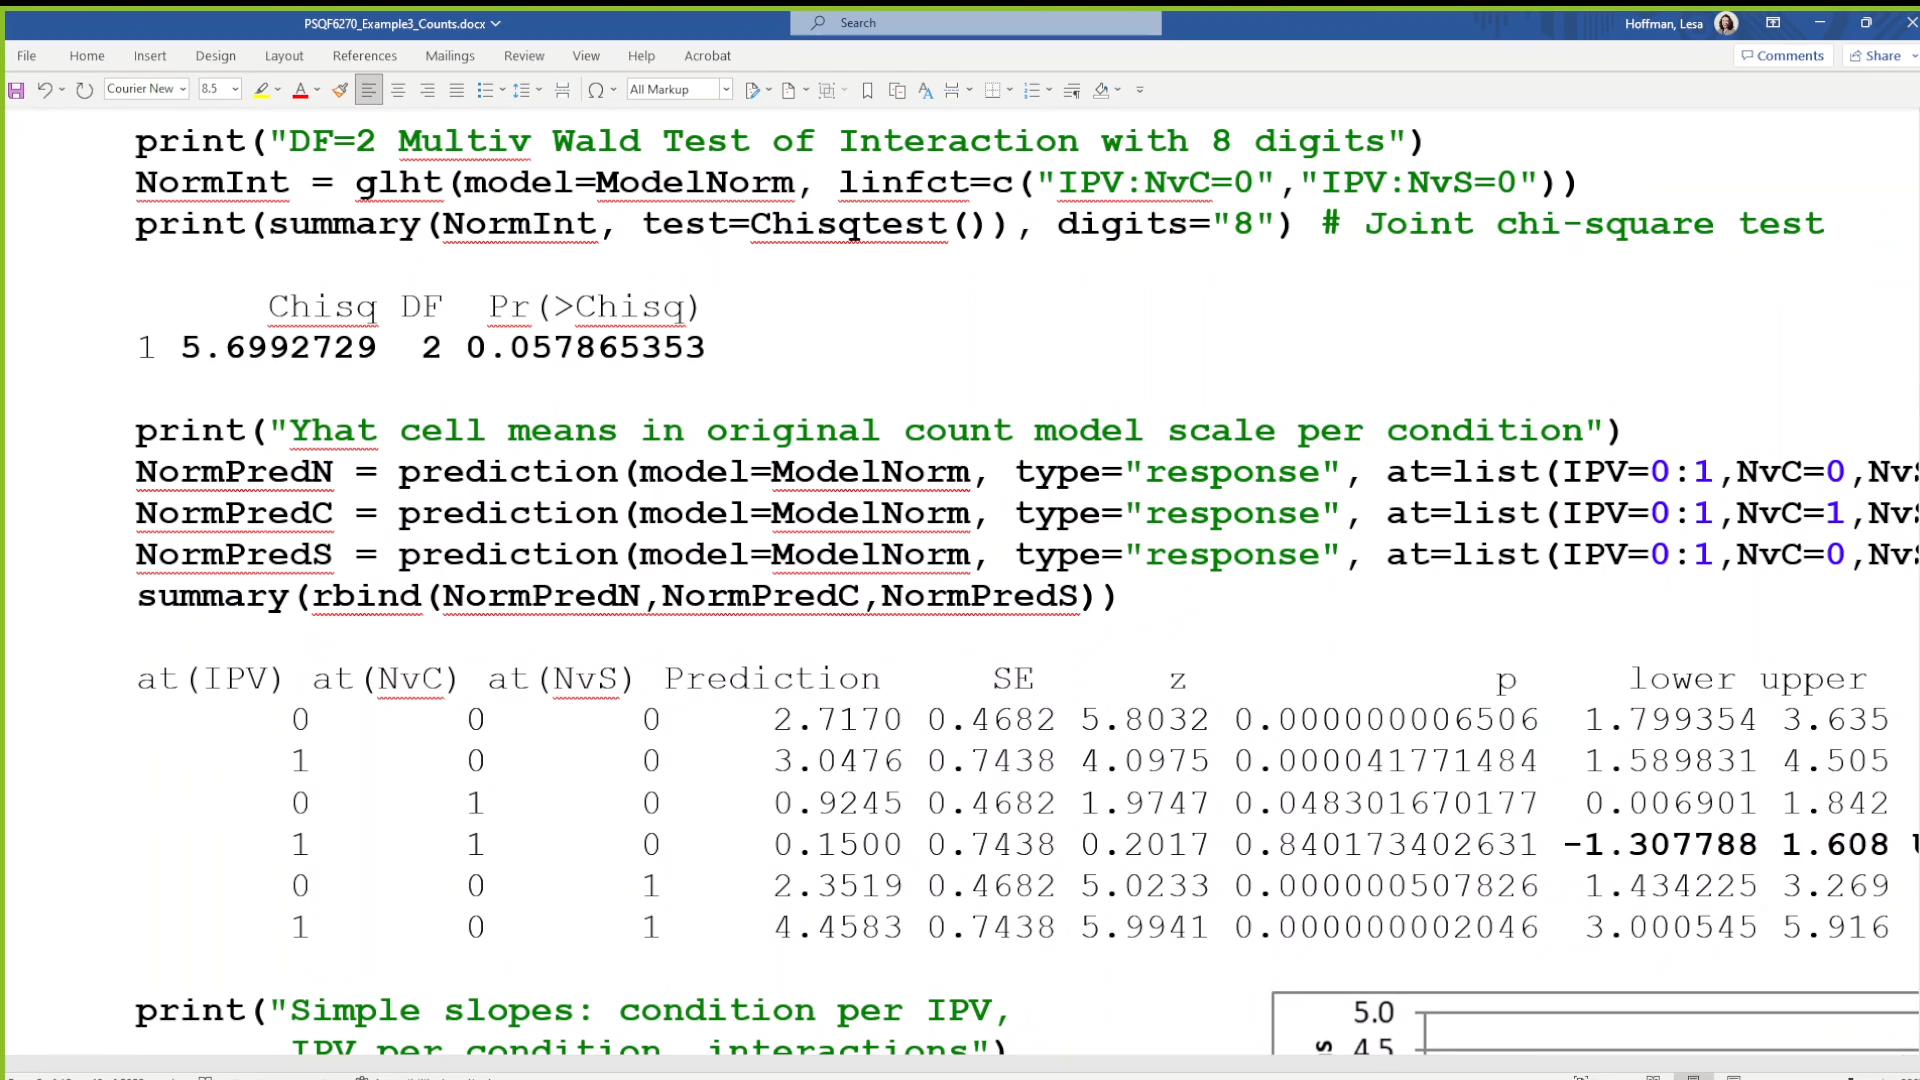 PSQF6270_Example3_Counts.docx
Search
Hoffman, Lesa
File Home Insert Design Layout References Mailings Review View Help Acrobat
Comments Share
Courier New 8.5 All Markup
print("DF=2 Multiv Wald Test of Interaction with 8 digits")
NormInt = glht(model=ModelNorm, linfct=c("IPV:NvC=0","IPV:NvS=0"))
print(summary(NormInt, test=Chisqtest()), digits="8") # Joint chi-square test
Chisq DF Pr(>Chisq)
1 5.6992729 2 0.057865353
print("Yhat cell means in original count model scale per condition")
NormPredN = prediction(model=ModelNorm, type="response", at=list(IPV=0:1,NvC=0,NvS
NormPredC = prediction(model=ModelNorm, type="response", at=list(IPV=0:1,NvC=1,NvS
NormPredS = prediction(model=ModelNorm, type="response", at=list(IPV=0:1,NvC=0,NvS
summary(rbind(NormPredN,NormPredC,NormPredS))
at(IPV) at(NvC) at(NvS) Prediction SE z p lower upper
0 0 0 2.7170 0.4682 5.8032 0.000000006506 1.799354 3.635
1 0 0 3.0476 0.7438 4.0975 0.000041771484 1.589831 4.505
0 1 0 0.9245 0.4682 1.9747 0.048301670177 0.006901 1.842
1 1 0 0.1500 0.7438 0.2017 0.840173402631 -1.307788 1.608
0 0 1 2.3519 0.4682 5.0233 0.000000507826 1.434225 3.269
1 0 1 4.4583 0.7438 5.9941 0.000000002046 3.000545 5.916
print("Simple slopes: condition per IPV,
IPV per condition, interactions")
5.0
4.5